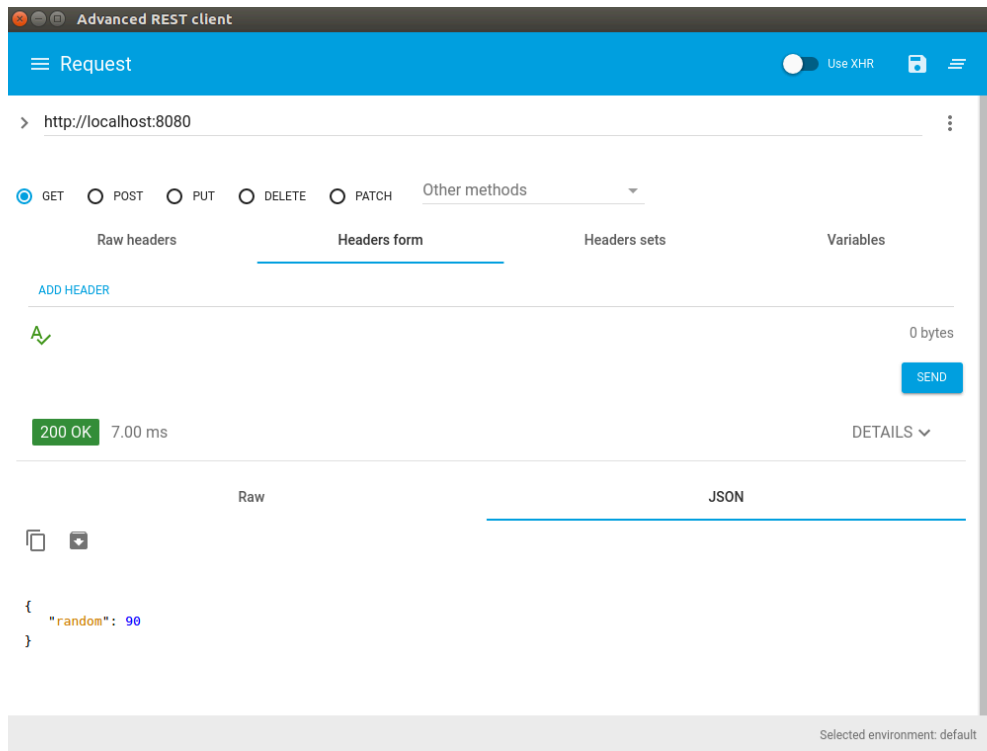 Advanced REST client
Request
Use XHR
http://localhost:8080
GET POST PUT DELETE PATCH Other methods
Raw headers Headers form Headers sets Variables
ADD HEADER
0 bytes
SEND
200 OK 7.00 ms DETAILS
Raw JSON
{
"random": 90
}
Selected environment: default